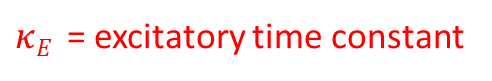 κ_E = excitatory time constant